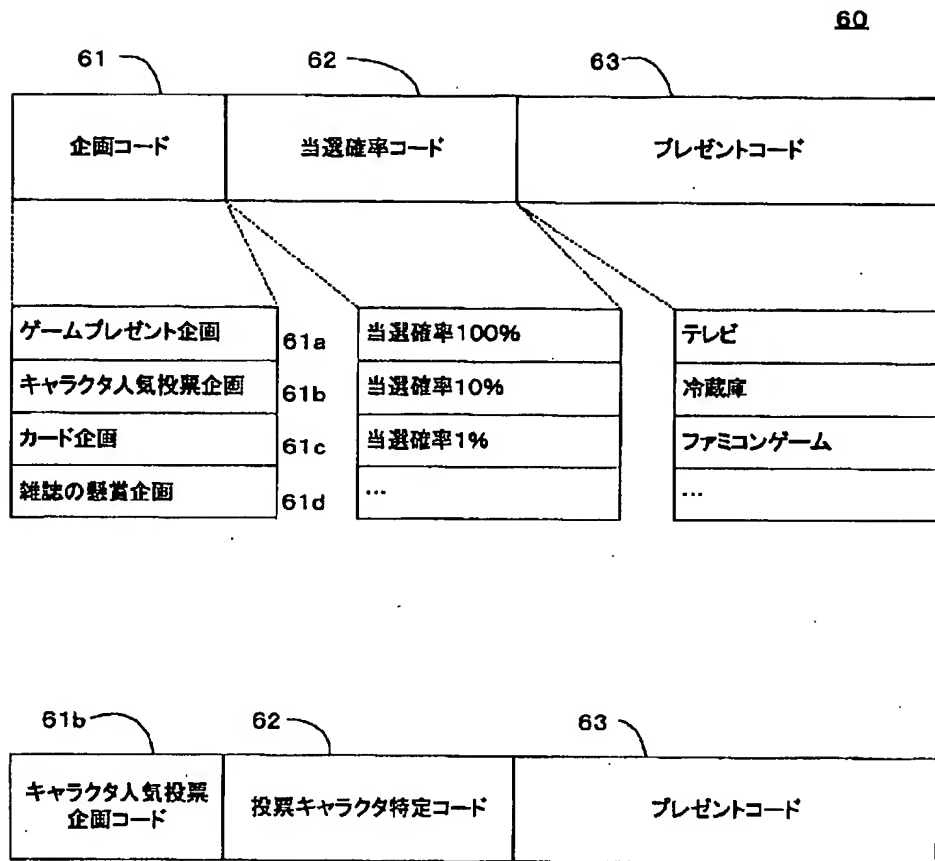 60
61
62
63
企画コード
当選確率コード
プレゼントコード
ゲームプレゼント企画
61a
当選確率100%
テレビ
キャラクタ人気投票企画
61b
当選確率10%
冷蔵庫
カード企画
61c
当選確率1%
ファミコンゲーム
雑誌の懸賞企画
61d
...
...
61b
62
63
キャラクタ人気投票
企画コード
投票キャラクタ特定コード
プレゼントコード